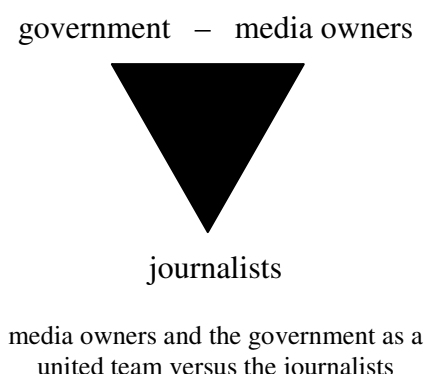 government – media owners
journalists
media owners and the government as a
united team versus the journalists